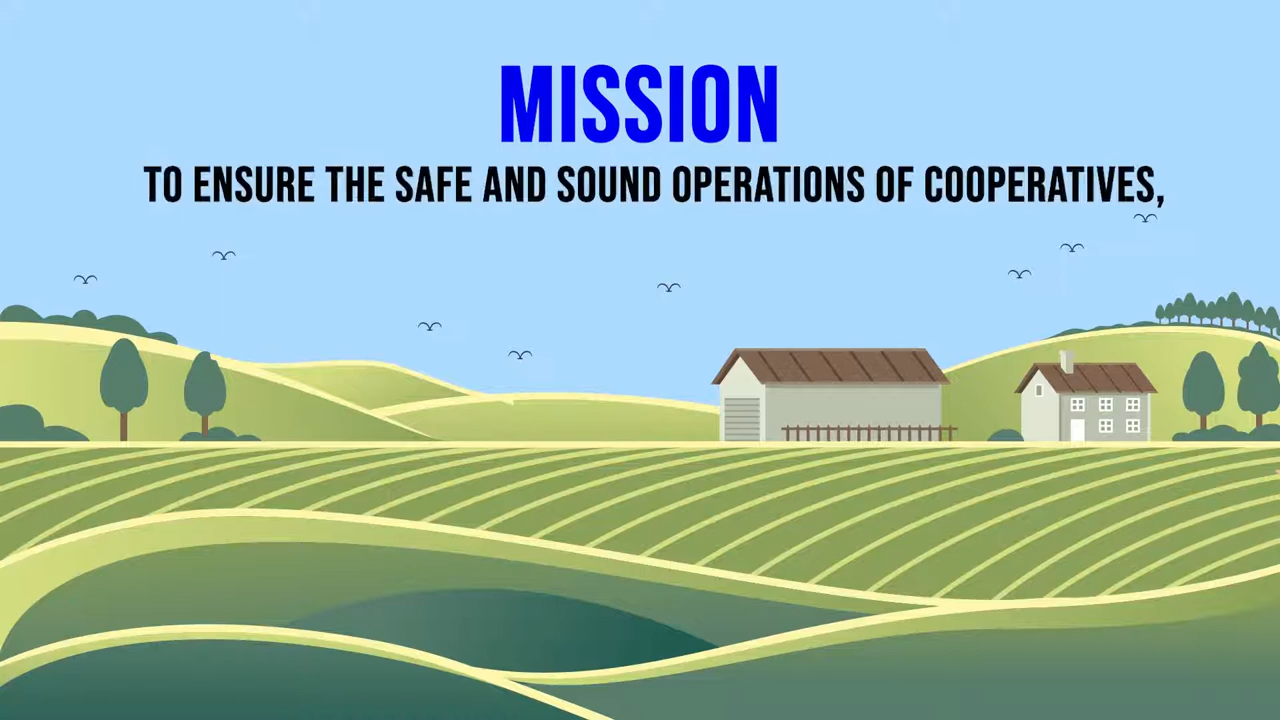 MISSION
TO ENSURE THE SAFE AND SOUND OPERATIONS OF COOPERATIVES,